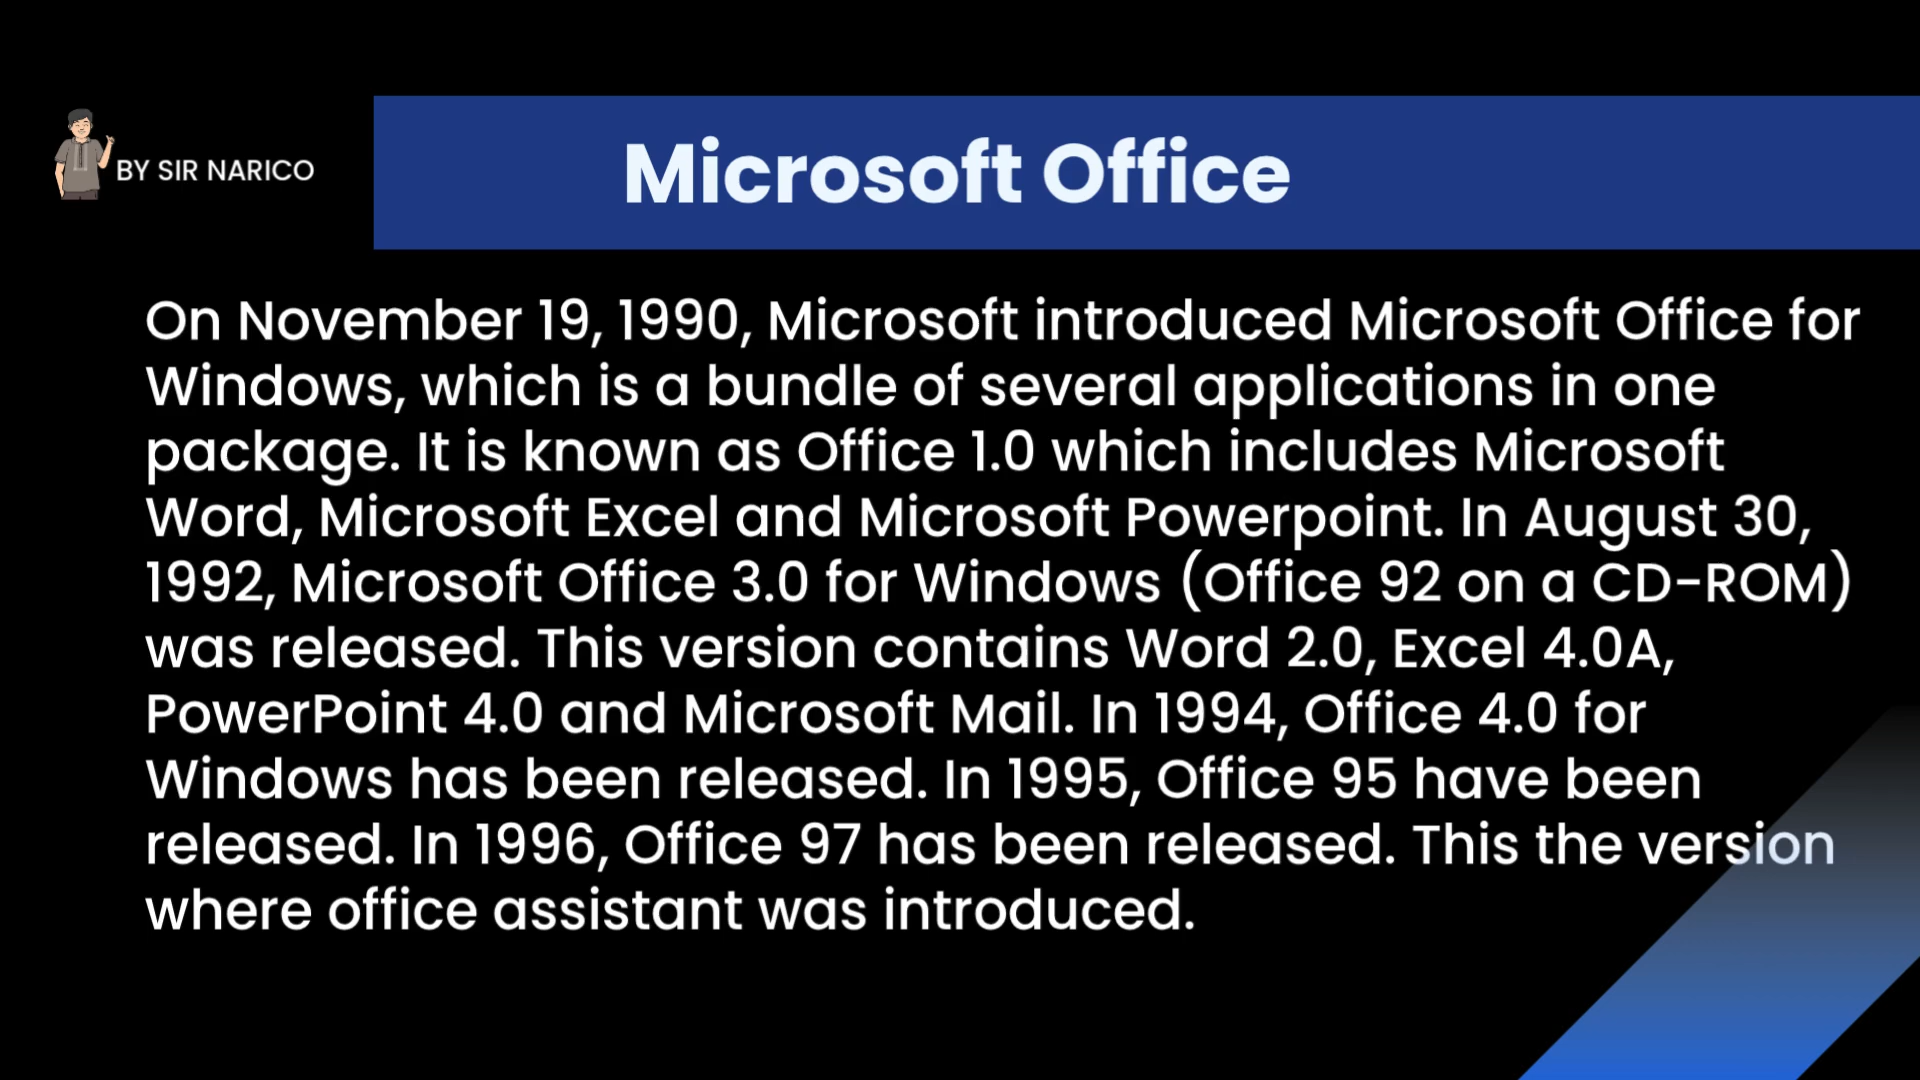 BY SIR NARICO
Microsoft Office
On November 19, 1990, Microsoft introduced Microsoft Office for
Windows, which is a bundle of several applications in one
package. It is known as Office 1.0 which includes Microsoft
Word, Microsoft Excel and Microsoft Powerpoint. In August 30,
1992, Microsoft Office 3.0 for Windows (Office 92 on a CD-ROM)
was released. This version contains Word 2.0, Excel 4.0A,
PowerPoint 4.0 and Microsoft Mail. In 1994, Office 4.0 for
Windows has been released. In 1995, Office 95 have been
released. In 1996, Office 97 has been released. This the version
where office assistant was introduced.